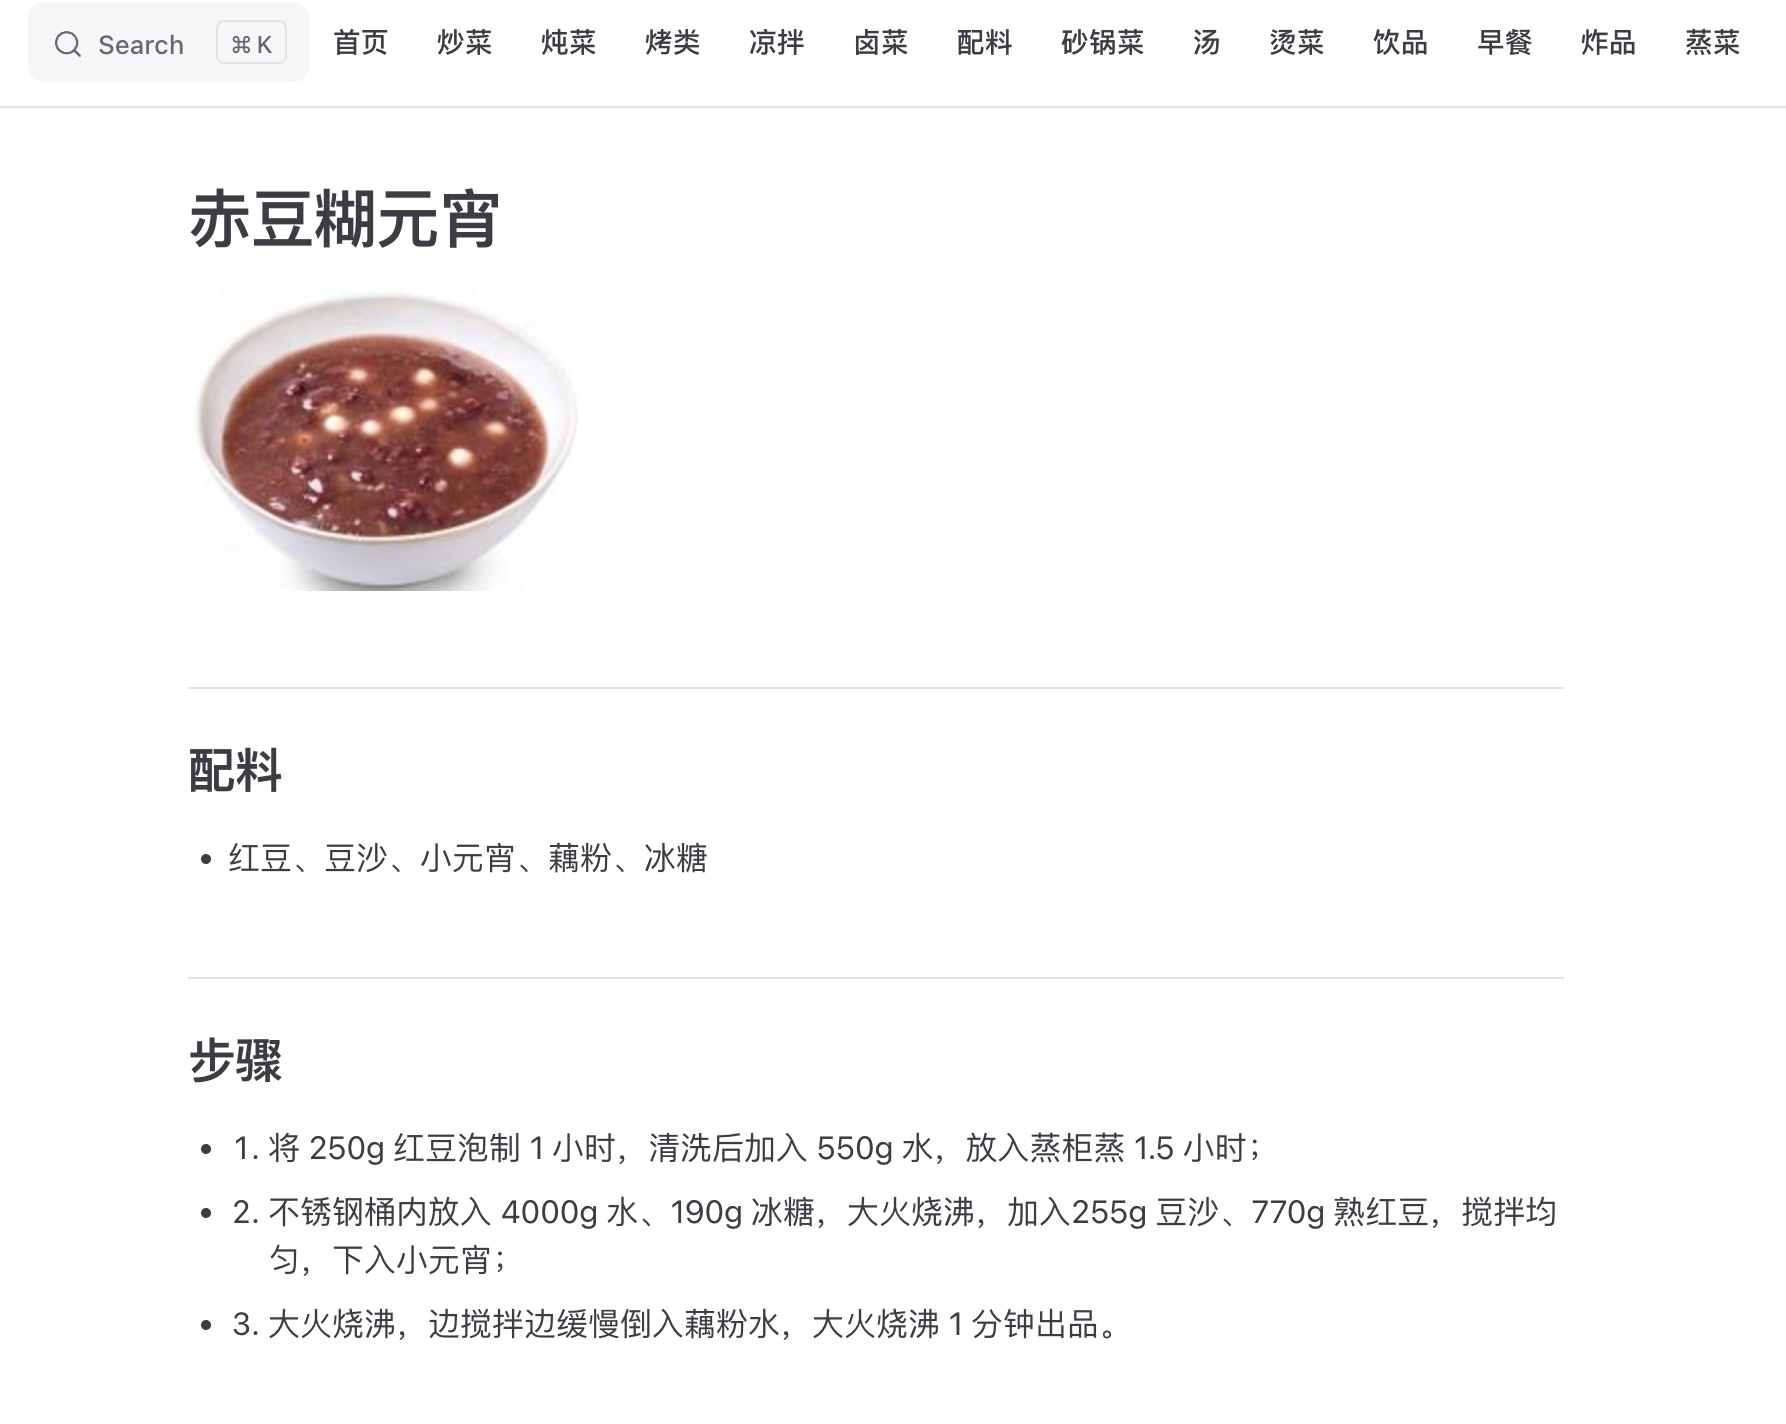 Search ⌘ K 首页 炒菜 炖菜 烤类 凉拌 卤菜 配料 砂锅菜 汤 烫菜 饮品 早餐 炸品 蒸菜
赤豆糊元宵
配料
• 红豆、豆沙、小元宵、藕粉、冰糖
步骤
• 1. 将 250g 红豆泡制 1 小时，清洗后加入 550g 水，放入蒸柜蒸 1.5 小时；
• 2. 不锈钢桶内放入 4000g 水、190g 冰糖，大火烧沸，加入255g 豆沙、770g 熟红豆，搅拌均
匀，下入小元宵；
• 3. 大火烧沸，边搅拌边缓慢倒入藕粉水，大火烧沸 1 分钟出品。